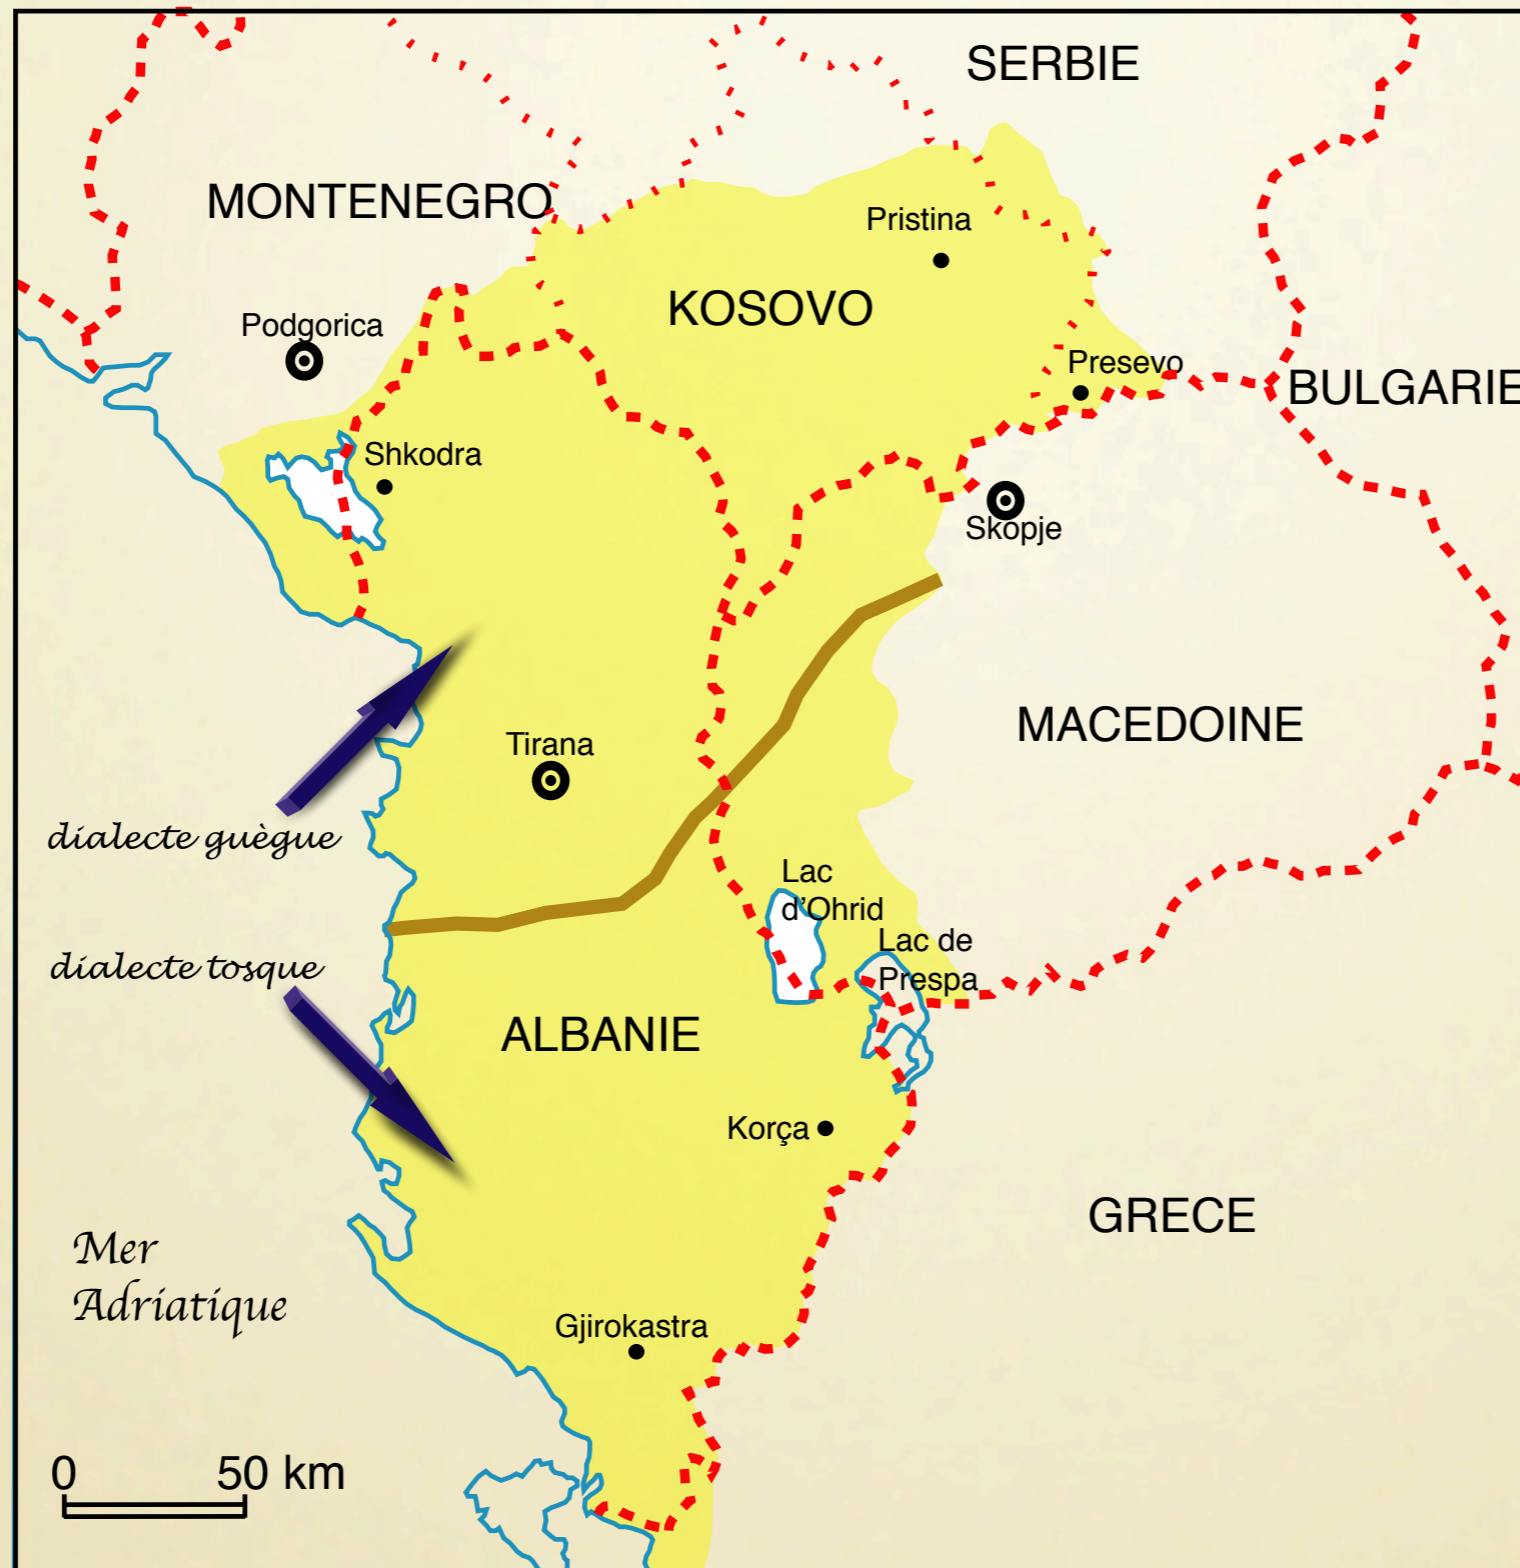 SERBIE
MONTENEGRO
Pristina
KOSOVO
Podgorica
Presevo
BULGARIE
Shkodra
Skopje
MACEDOINE
Tirana
dialecte guègue
Lac
d'Ohrid
Lac de
Prespa
dialecte tosque
ALBANIE
Korça
GRECE
Mer
Adriatique
Gjirokastra
0 50 km